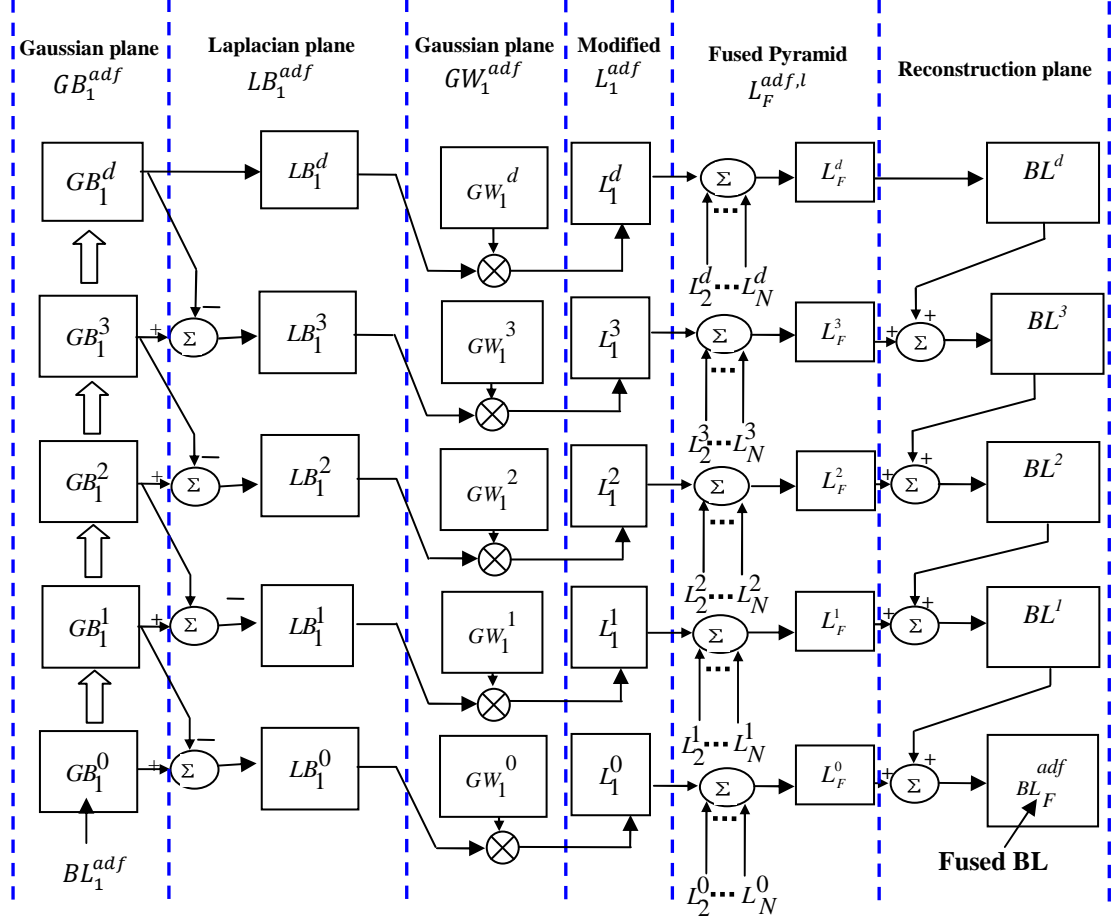 Gaussian plane Laplacian plane Gaussian plane Modified Fused Pyramid Reconstruction plane
GB_1^{adf} LB_1^{adf} GW_1^{adf} L_1^{adf} L_F^{adf,l}
GB_1^d LB_1^d GW_1^d L_1^d Σ ... L_F^d BL^d
L_2^d .... L_N^d
−
GB_1^3 + Σ LB_1^3 GW_1^3 L_1^3 Σ ... L_F^3 + + Σ BL^3
L_2^3 .... L_N^3
−
GB_1^2 + Σ LB_1^2 GW_1^2 L_1^2 Σ ... L_F^2 + + Σ BL^2
L_2^2 .... L_N^2
−
GB_1^1 + Σ LB_1^1 GW_1^1 L_1^1 Σ ... L_F^1 + + Σ BL^1
L_2^1 .... L_N^1
−
GB_1^0 + Σ LB_1^0 GW_1^0 L_1^0 Σ ... L_F^0 + + Σ BL_F^{adf}
L_2^0 .... L_N^0
BL_1^{adf} Fused BL